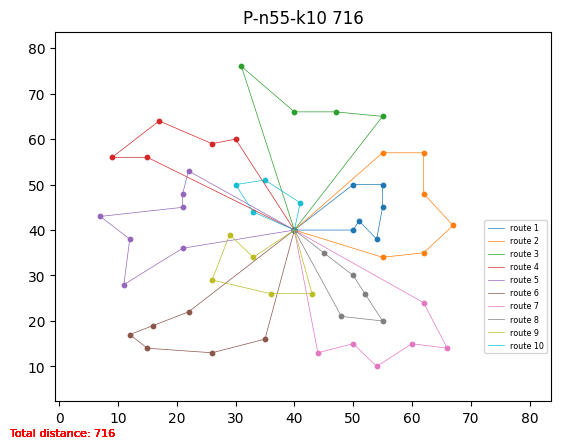 P-n55-k10 716
80
70
60
50
40
30
20
10
0 10 20 30 40 50 60 70 80
route 1
route 2
route 3
route 4
route 5
route 6
route 7
route 8
route 9
route 10
Total distance: 716